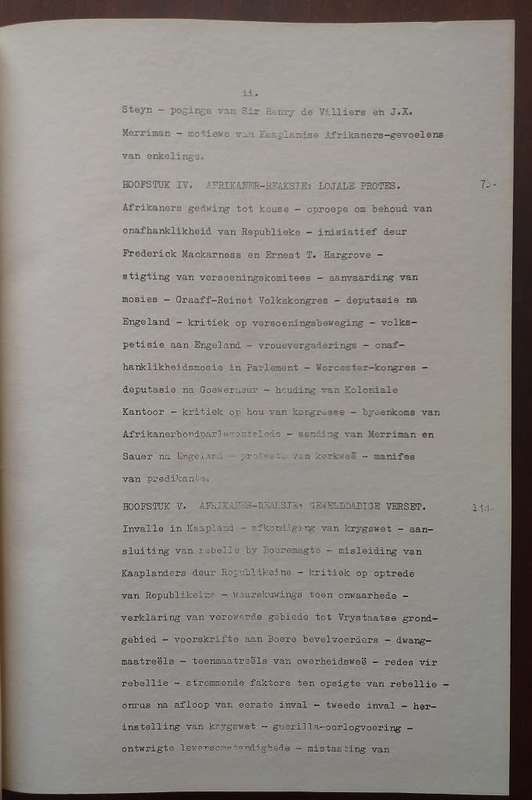 ii.
Steyn — pogings van Sir Henry de Villiers en J.X.
Merriman — motiewe van Kaaplandse Afrikaners-gevoelens
van enkelings.
HOOFSTUK IV. AFRIKANER-REAKSIE: LOJALE PROTES.
Afrikaners gedwing tot keuse — oproepe om behoud van
onafhanklikheid van Republieke — inisiatief deur
Frederick Mackarness en Ernest T. Hargrove —
stigting van versoeningskomitees — aanvaarding van
mosies — Graaff-Reinet Volkskongres — deputasie na
Engeland — kritiek op versoeningsbeweging — volks-
petisie aan Engeland — vrouevergaderings — onaf-
hanklikheidsmosie in Parlement — Worcester-kongres —
deputasie na Goewerneur — houding van Koloniale
Kantoor — kritiek op hou van kongresse — byeenkoms van
Afrikanerbondparlementslede — sending van Merriman en
Sauer na Engeland — proteste van kerkweë — manifes
van predikante.
HOOFSTUK V. AFRIKANER-REAKSIE: GEWELDDADIGE VERSET.
Invalle in Kaapland — afkondiging van krygswet — aan-
sluiting van rebelle by Boeremagte — misleiding van
Kaaplanders deur Republikeine — kritiek op optrede
van Republikeine — waarskuwings teen onwaarhede —
verklaring van verowerde gebiede tot Vrystaatse grond-
gebied — voorskrifte aan Boere bevelvoerders — dwang-
maatreëls — teenmaatreëls van owerheidsweë — redes vir
rebellie — stremmende faktore ten opsigte van rebellie —
onrus na afloop van eerste inval — tweede inval — her-
instelling van krygswet — guerilla-oorlogvoering —
ontwrigte lewensomstandighede — mistasting van